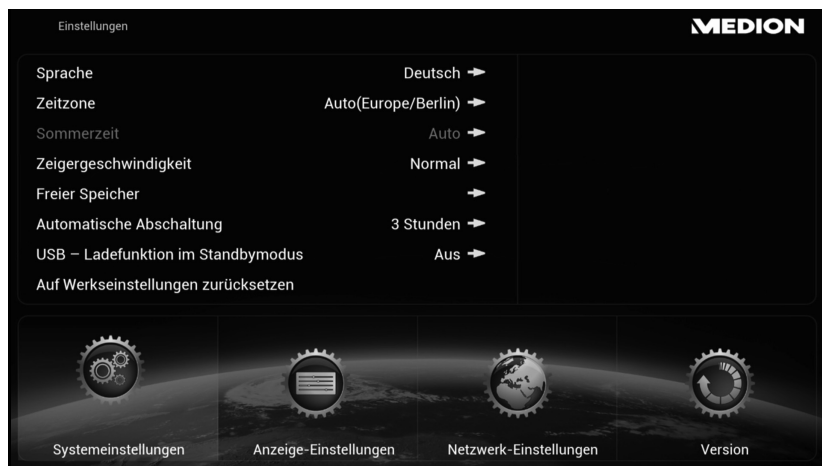 Einstellungen
MEDION
Sprache Deutsch
Zeitzone Auto(Europe/Berlin)
Sommerzeit Auto
Zeigergeschwindigkeit Normal
Freier Speicher
Automatische Abschaltung 3 Stunden
USB – Ladefunktion im Standbymodus Aus
Auf Werkseinstellungen zurücksetzen
Systemeinstellungen Anzeige-Einstellungen Netzwerk-Einstellungen Version